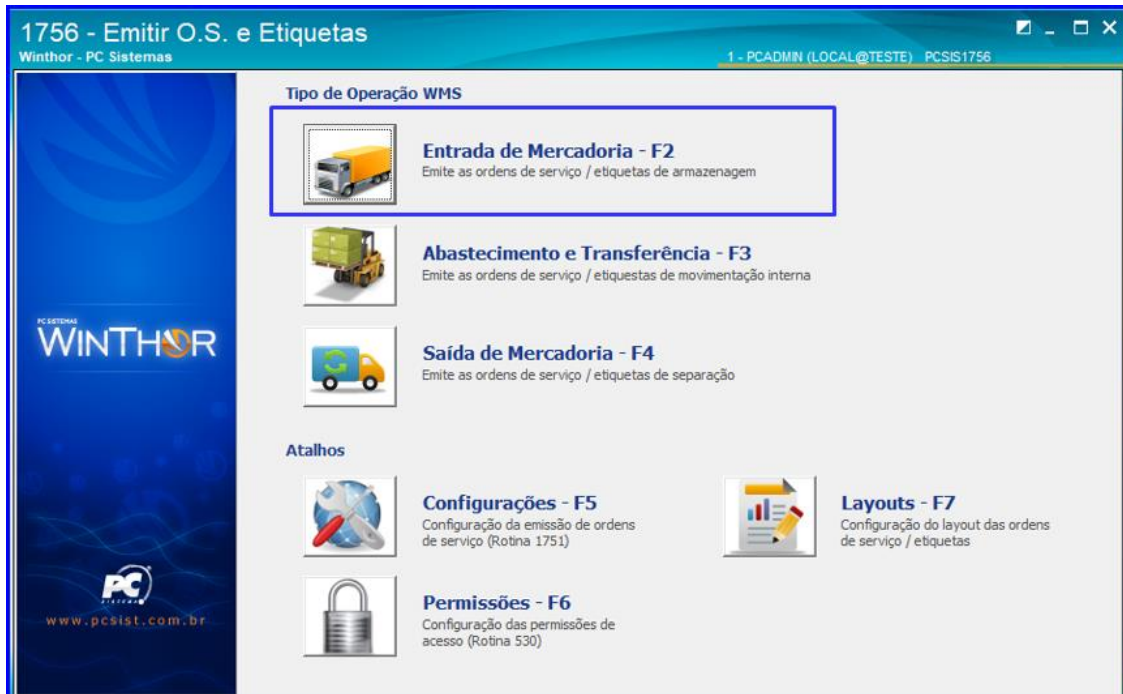 1756 - Emitir O.S. e Etiquetas
Winthor - PC Sistemas
1 - PCADMIN (LOCAL@TESTE) PCSIS1756
Tipo de Operação WMS
Entrada de Mercadoria - F2
Emite as ordens de serviço / etiquetas de armazenagem
Abastecimento e Transferência - F3
Emite as ordens de serviço / etiquestas de movimentação interna
Saída de Mercadoria - F4
Emite as ordens de serviço / etiquetas de separação
PC SISTEMAS
WINTHOR
Atalhos
Configurações - F5
Configuração da emissão de ordens
de serviço (Rotina 1751)
Layouts - F7
Configuração do layout das ordens
de serviço / etiquetas
Permissões - F6
Configuração das permissões de
acesso (Rotina 530)
PC
SISTEMAS
www.pcsist.com.br